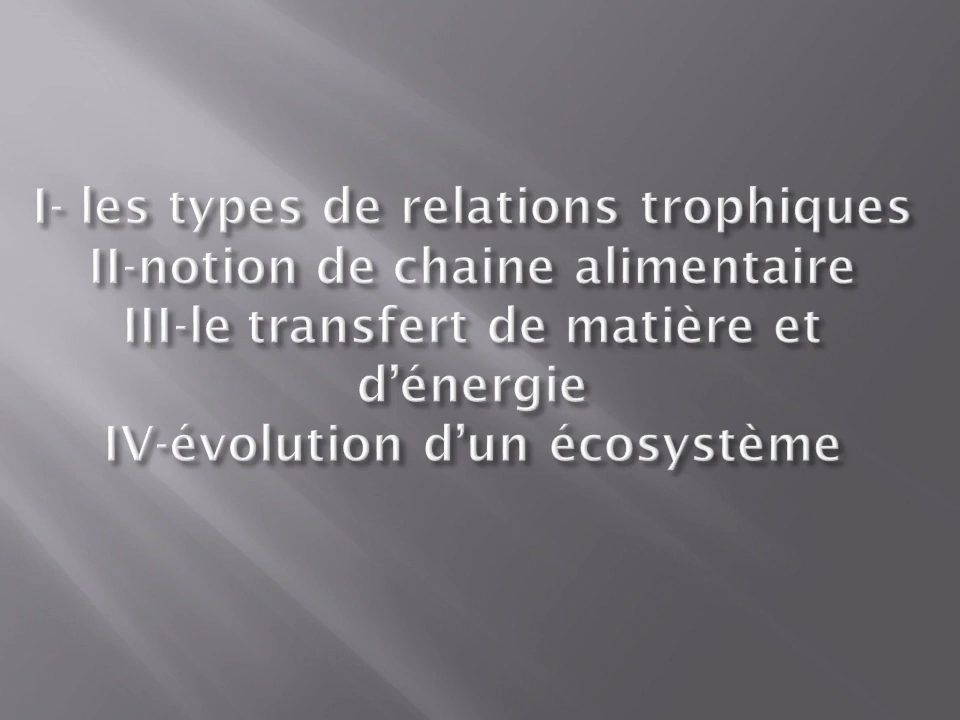 I- les types de relations trophiques
II-notion de chaine alimentaire
III-le transfert de matière et
d’énergie
IV-évolution d’un écosystème